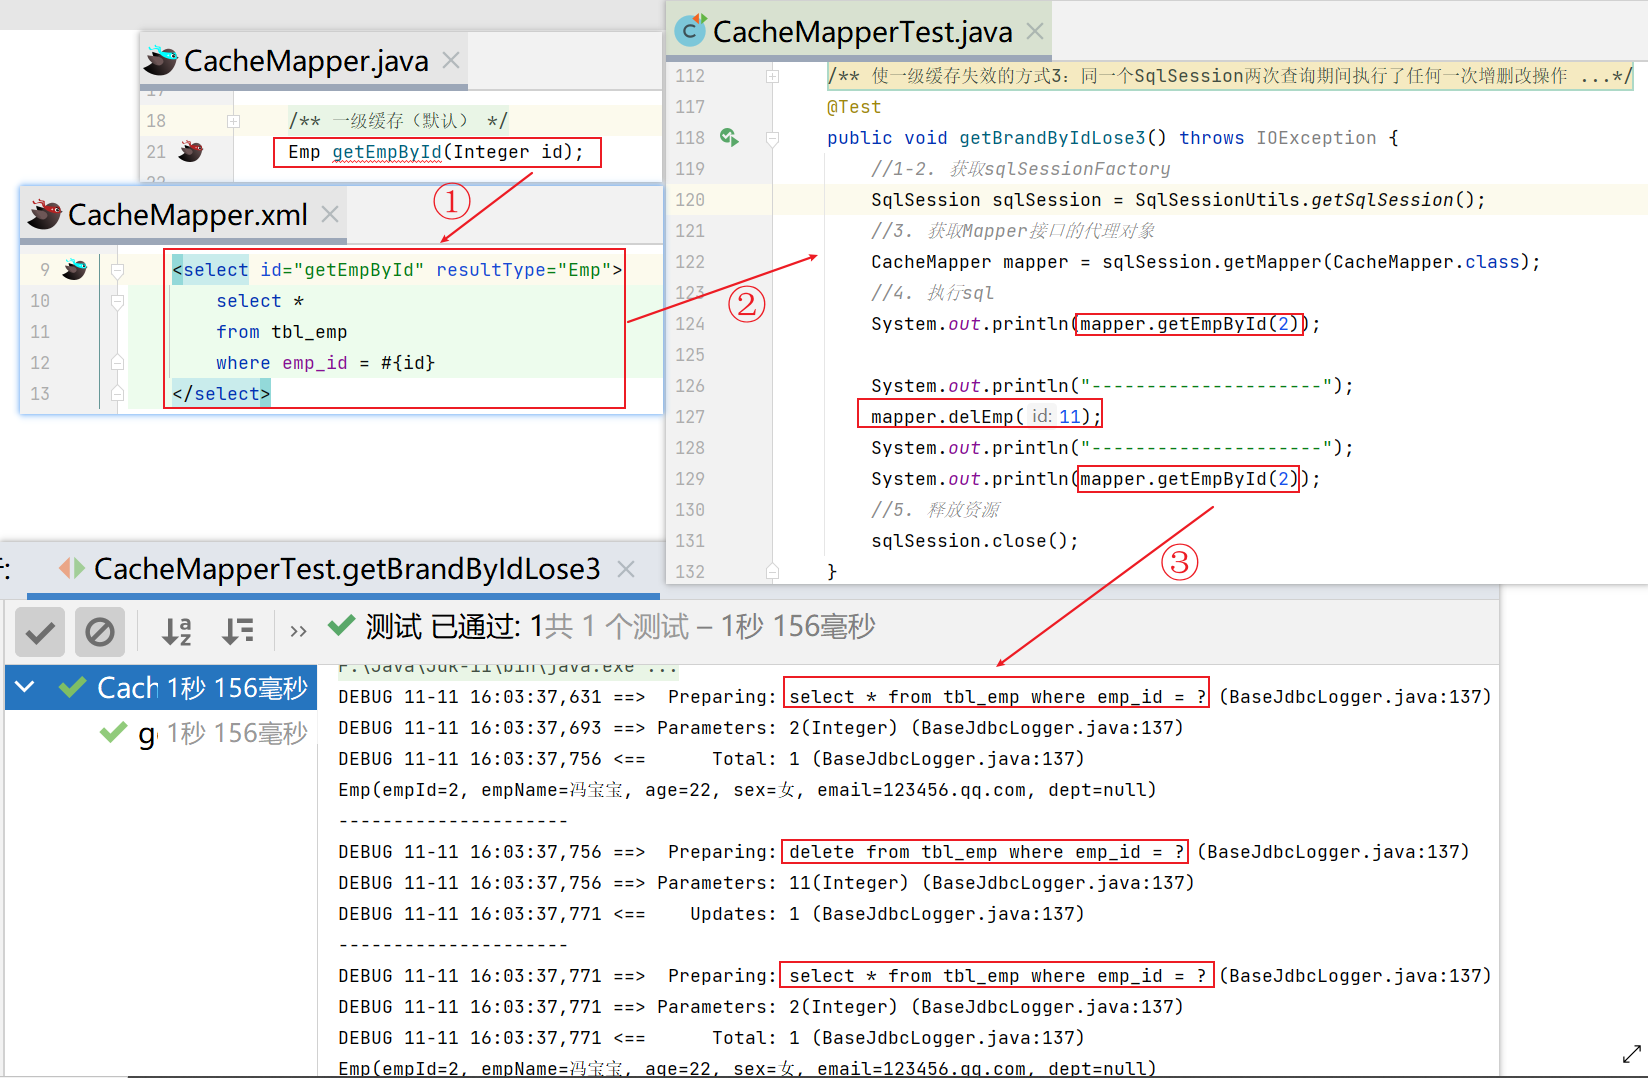 CacheMapper.java
17
18 /** 一级缓存（默认） */
21 Emp getEmpById(Integer id);
22
①
CacheMapper.xml
9 <select id="getEmpById" resultType="Emp">
10 select *
11 from tbl_emp
12 where emp_id = #{id}
13 </select>
②
CacheMapperTest.java
112 /** 使一级缓存失效的方式3：同一个SqlSession两次查询期间执行了任何一次增删改操作 ...*/
117 @Test
118 public void getBrandByIdLose3() throws IOException {
119 //1-2. 获取sqlSessionFactory
120 SqlSession sqlSession = SqlSessionUtils.getSqlSession();
121 //3. 获取Mapper接口的代理对象
122 CacheMapper mapper = sqlSession.getMapper(CacheMapper.class);
123 //4. 执行sql
124 System.out.println(mapper.getEmpById(2));
125
126 System.out.println("---------------------");
127 mapper.delEmp( id: 11);
128 System.out.println("---------------------");
129 System.out.println(mapper.getEmpById(2));
130 //5. 释放资源
131 sqlSession.close();
132 }
③
CacheMapperTest.getBrandByIdLose3
测试 已通过: 1共 1 个测试 – 1秒 156毫秒
Cach 1秒 156毫秒
g 1秒 156毫秒
F:\Java\Jdk-11\bin\java.exe ...
DEBUG 11-11 16:03:37,631 ==>  Preparing: select * from tbl_emp where emp_id = ? (BaseJdbcLogger.java:137)
DEBUG 11-11 16:03:37,693 ==> Parameters: 2(Integer) (BaseJdbcLogger.java:137)
DEBUG 11-11 16:03:37,756 <==      Total: 1 (BaseJdbcLogger.java:137)
Emp(empId=2, empName=冯宝宝, age=22, sex=女, email=123456.qq.com, dept=null)
---------------------
DEBUG 11-11 16:03:37,756 ==>  Preparing: delete from tbl_emp where emp_id = ? (BaseJdbcLogger.java:137)
DEBUG 11-11 16:03:37,756 ==> Parameters: 11(Integer) (BaseJdbcLogger.java:137)
DEBUG 11-11 16:03:37,771 <==    Updates: 1 (BaseJdbcLogger.java:137)
---------------------
DEBUG 11-11 16:03:37,771 ==>  Preparing: select * from tbl_emp where emp_id = ? (BaseJdbcLogger.java:137)
DEBUG 11-11 16:03:37,771 ==> Parameters: 2(Integer) (BaseJdbcLogger.java:137)
DEBUG 11-11 16:03:37,771 <==      Total: 1 (BaseJdbcLogger.java:137)
Emp(empId=2, empName=冯宝宝, age=22, sex=女, email=123456.qq.com, dept=null)